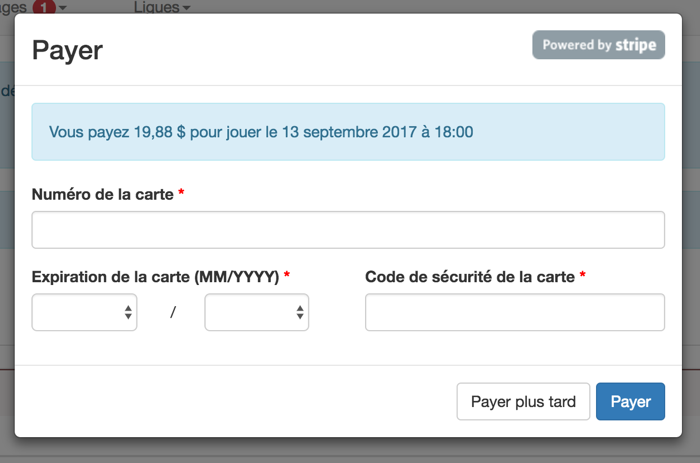 1
Ligues
Payer
Powered by stripe
Vous payez 19,88 $ pour jouer le 13 septembre 2017 à 18:00
Numéro de la carte *
Expiration de la carte (MM/YYYY) *
Code de sécurité de la carte *
/
Payer plus tard
Payer